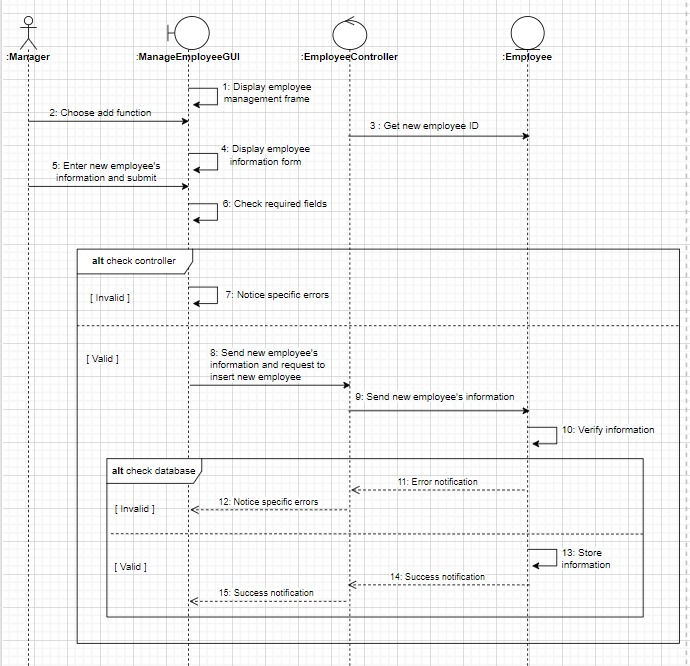 :Manager
:ManageEmployeeGUI
:EmployeeController
:Employee
1: Display employee
management frame
2: Choose add function
3 : Get new employee ID
4: Display employee
information form
5: Enter new employee's
information and submit
6: Check required fields
alt check controller
[ Invalid ]
7: Notice specific errors
[ Valid ]
8: Send new employee's
information and request to
insert new employee
9: Send new employee's information
10: Verify information
alt check database
11: Error notification
12: Notice specific errors
[ Invalid ]
13: Store
information
[ Valid ]
14: Success notification
15: Success notification